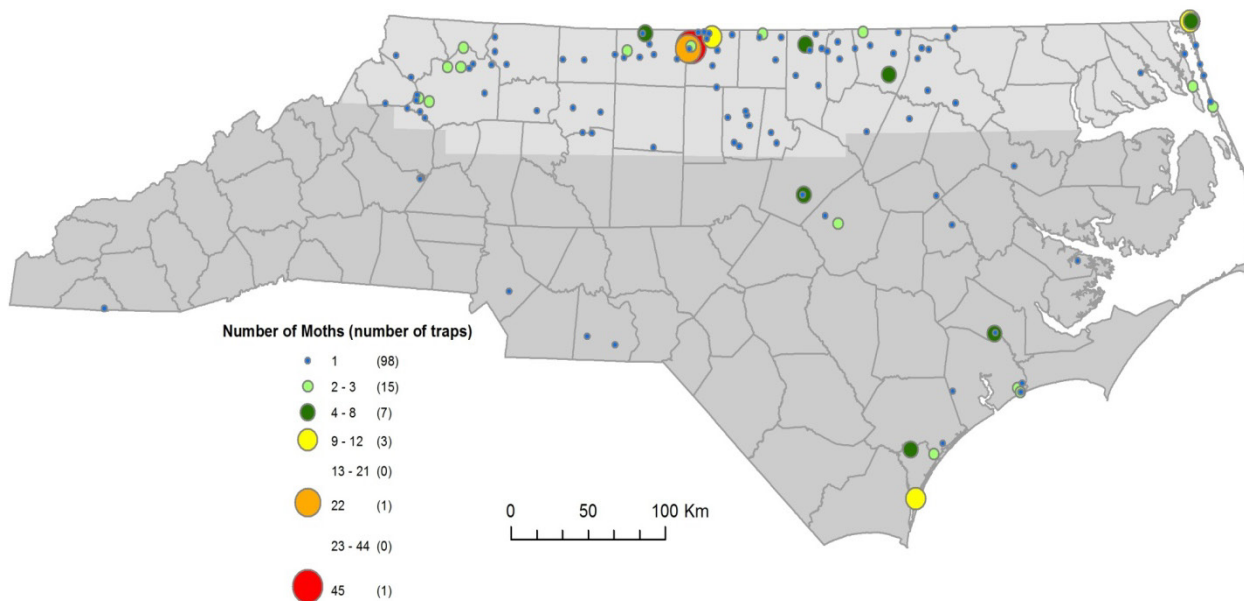 Number of Moths (number of traps)
1 (98)
2 - 3 (15)
4 - 8 (7)
9 - 12 (3)
13 - 21 (0)
22 (1)
23 - 44 (0)
45 (1)
0 50 100 Km